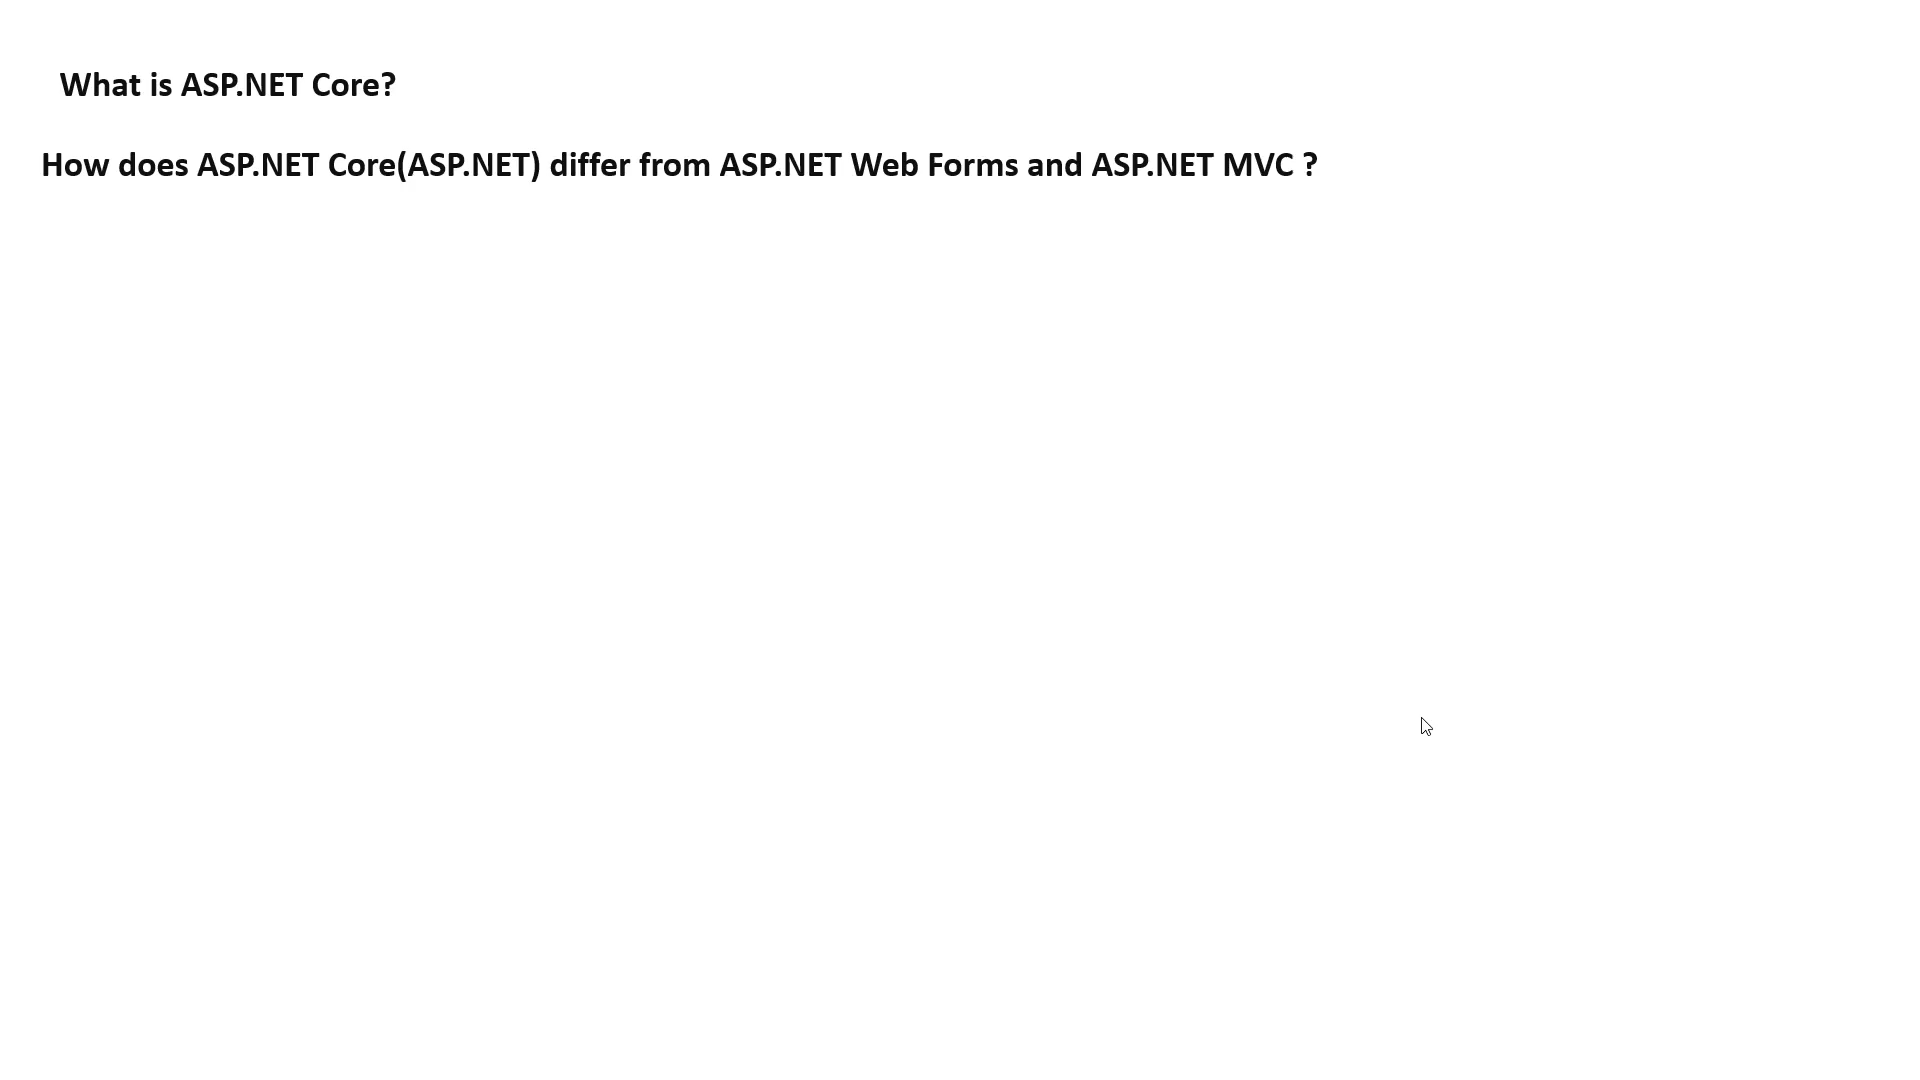 What is ASP.NET Core?
How does ASP.NET Core(ASP.NET) differ from ASP.NET Web Forms and ASP.NET MVC ?